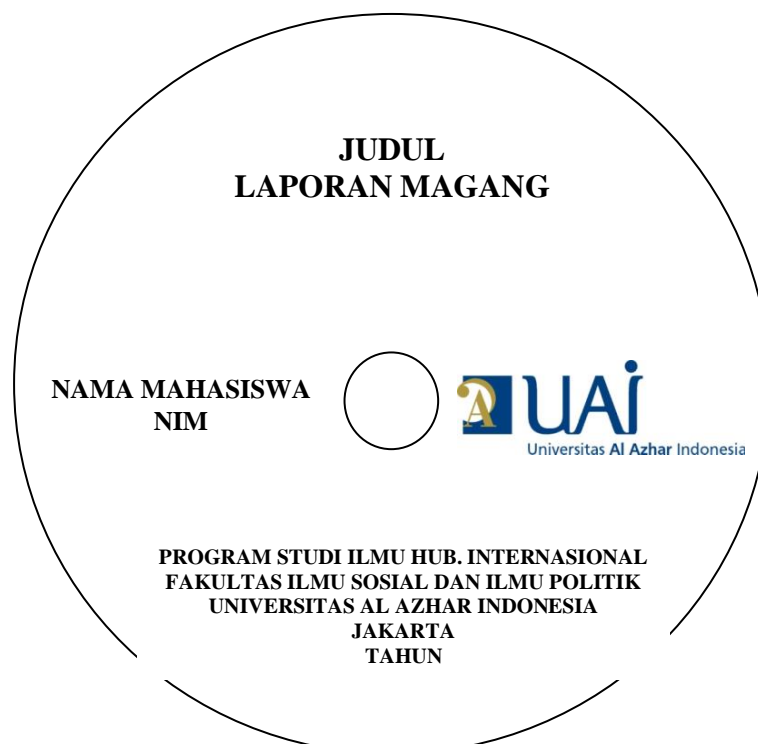 JUDUL
LAPORAN MAGANG
NAMA MAHASISWA
NIM
UAI
Universitas Al Azhar Indonesia
PROGRAM STUDI ILMU HUB. INTERNASIONAL
FAKULTAS ILMU SOSIAL DAN ILMU POLITIK
UNIVERSITAS AL AZHAR INDONESIA
JAKARTA
TAHUN